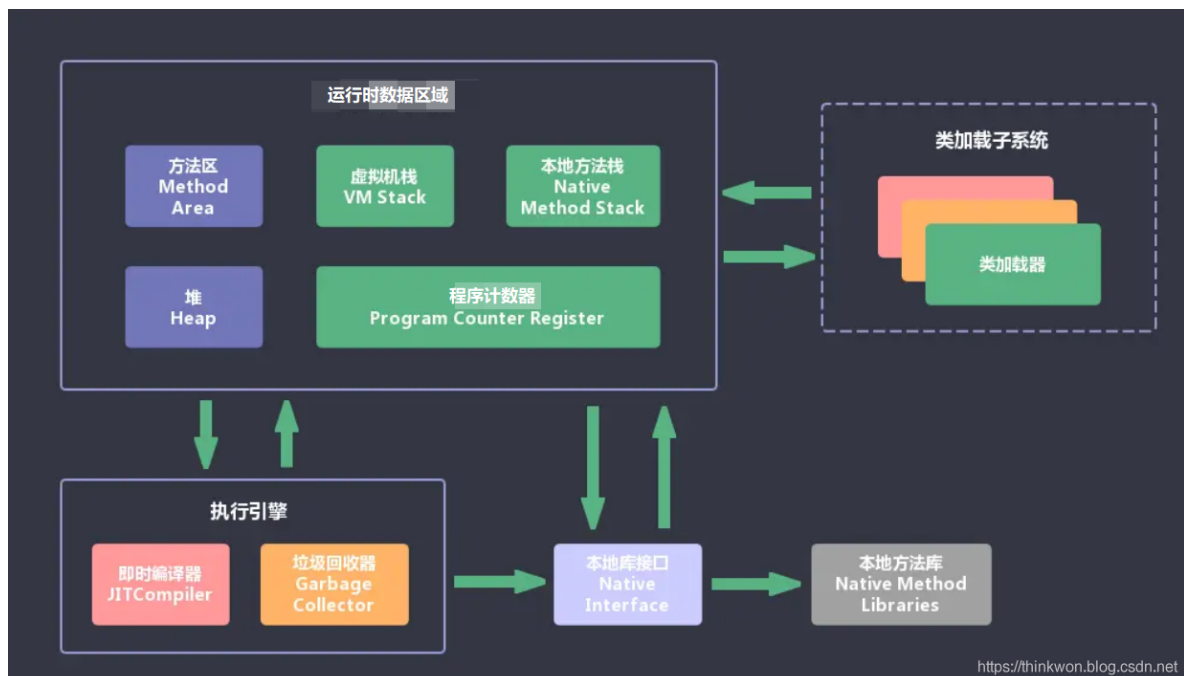 运行时数据区域
方法区
Method
Area
虚拟机栈
VM Stack
本地方法栈
Native
Method Stack
堆
Heap
程序计数器
Program Counter Register
类加载子系统
类加载器
执行引擎
即时编译器
JITCompiler
垃圾回收器
Garbage
Collector
本地库接口
Native
Interface
本地方法库
Native Method
Libraries
https://thinkwon.blog.csdn.net